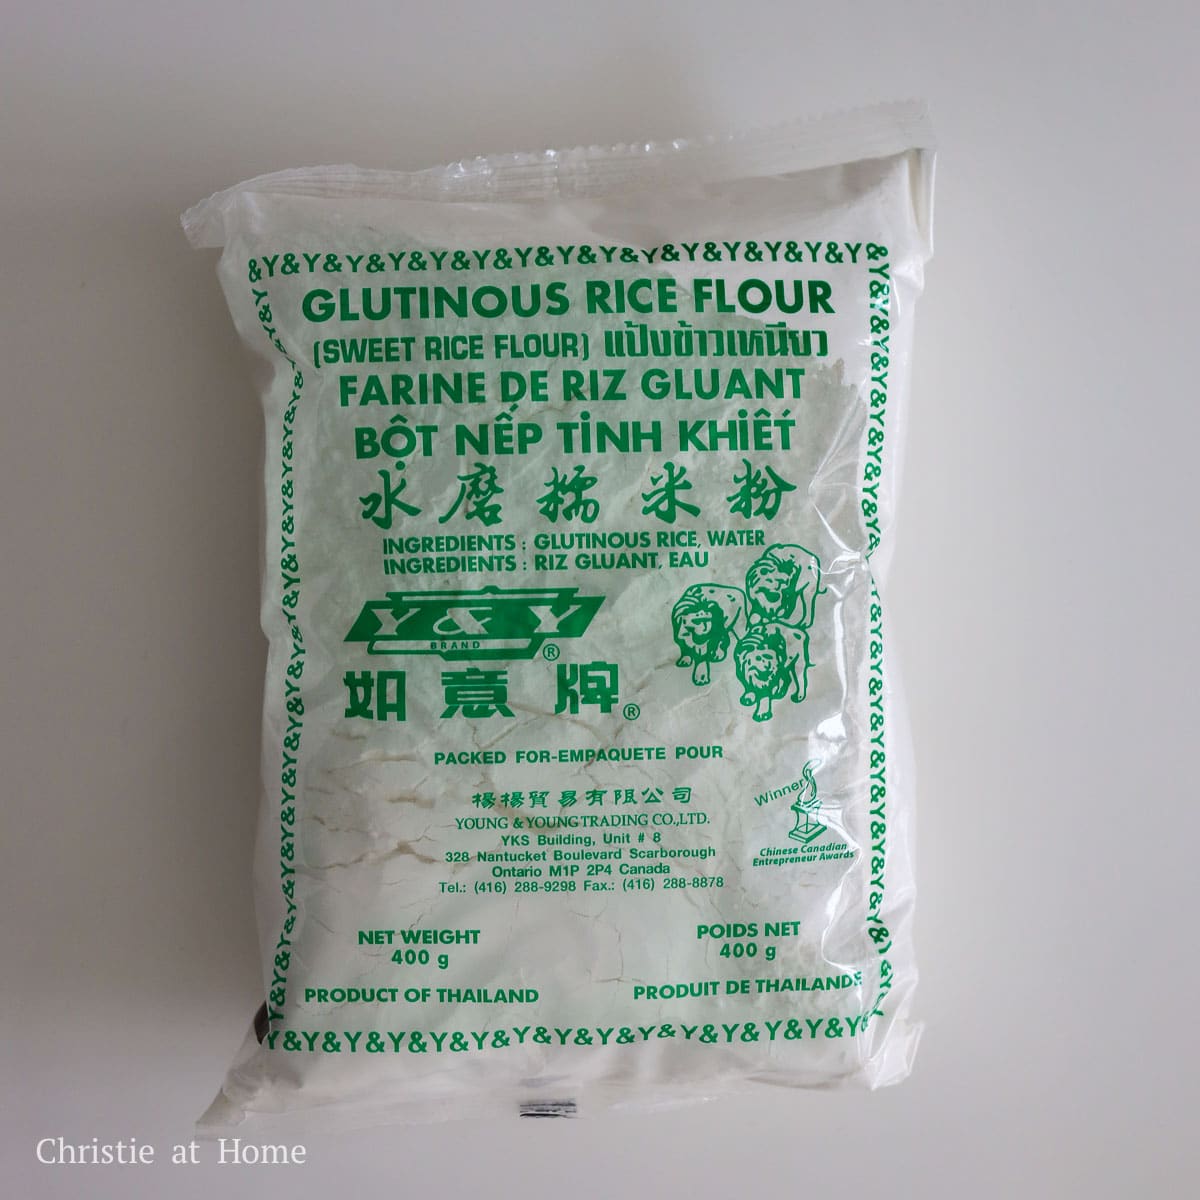 &Y&Y&Y&Y&Y&Y&Y&Y&Y&Y&Y&Y&Y&Y&
GLUTINOUS RICE FLOUR
(SWEET RICE FLOUR) แป้งข้าวเหนียว
FARINE DE RIZ GLUANT
BỘT NẾP TINH KHIẾT
水磨糯米粉
INGREDIENTS : GLUTINOUS RICE, WATER
INGREDIENTS : RIZ GLUANT, EAU
Y & Y
BRAND
®
如意牌®
PACKED FOR-EMPAQUETE POUR
楊楊貿易有限公司
YOUNG & YOUNG TRADING CO.,LTD.
YKS Building, Unit # 8
328 Nantucket Boulevard Scarborough
Ontario M1P 2P4 Canada
Tel.: (416) 288-9298 Fax.: (416) 288-8878
Winner
Chinese Canadian
Entrepreneur Awards
NET WEIGHT
400 g
POIDS NET
400 g
PRODUCT OF THAILAND
PRODUIT DE THAILANDE
Y&Y&Y&Y&Y&Y&Y&Y&Y&Y&Y&Y&Y&Y&
Christie at Home